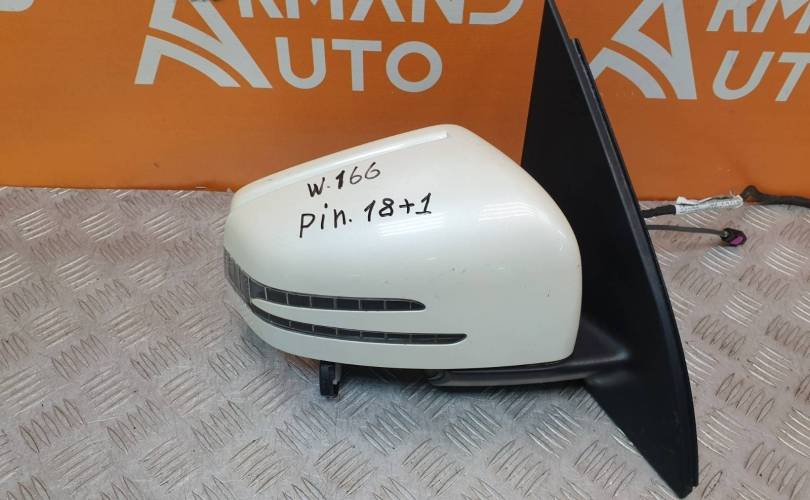 ARMAND
AUTO
ARMAND
AUTO
W.166
Pin. 18+1